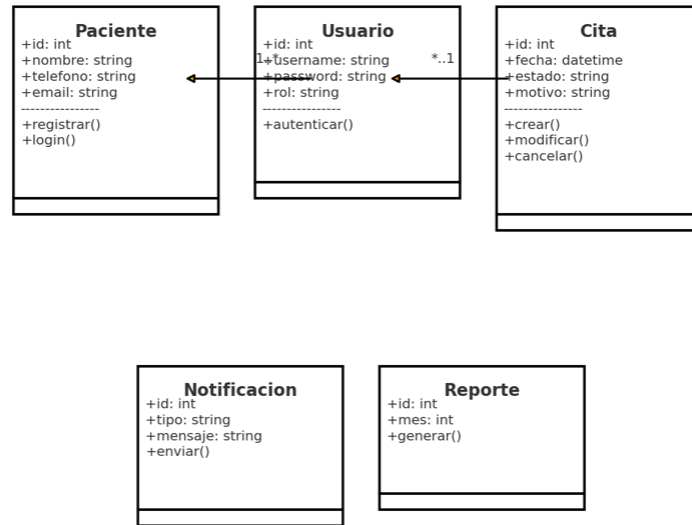 Paciente
+id: int
+nombre: string
+telefono: string
+email: string
----------------
+registrar()
+login()
1..*
Usuario
+id: int
+username: string
+password: string
+rol: string
----------------
+autenticar()
*..1
Cita
+id: int
+fecha: datetime
+estado: string
+motivo: string
----------------
+crear()
+modificar()
+cancelar()
Notificacion
+id: int
+tipo: string
+mensaje: string
+enviar()
Reporte
+id: int
+mes: int
+generar()